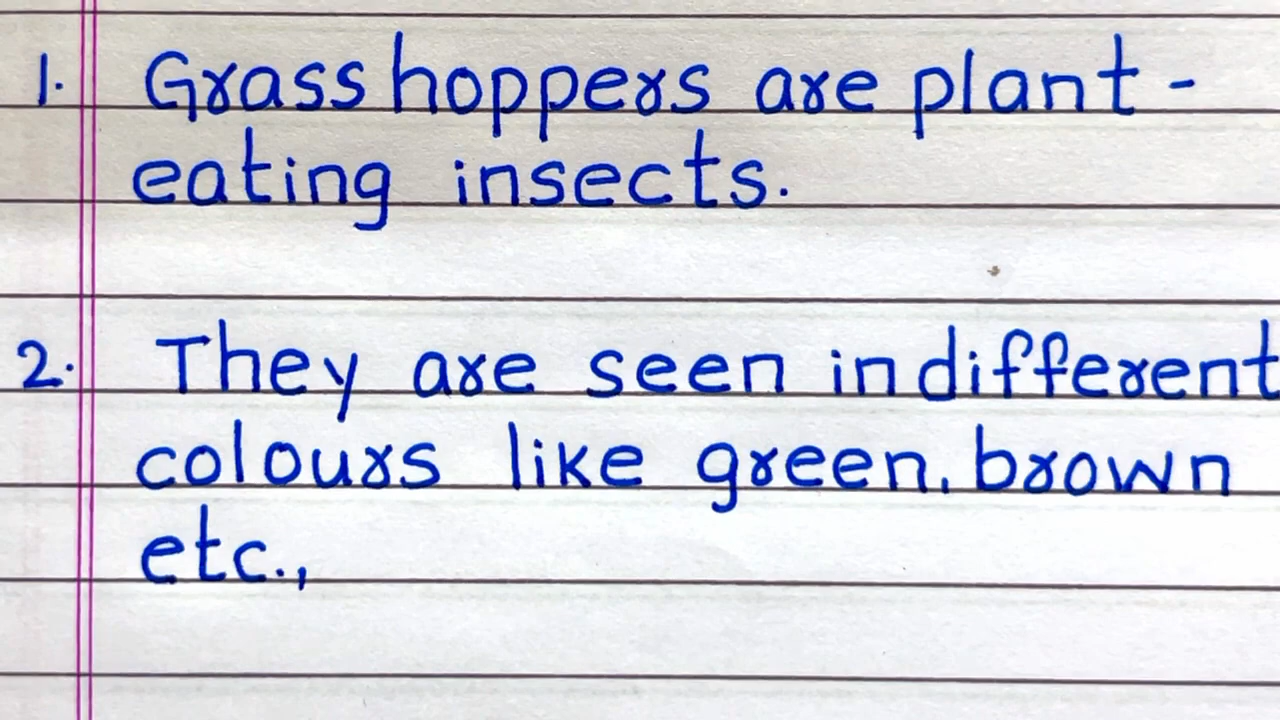 1. Grasshoppers are plant-
eating insects.
2. They are seen in different
colours like green, brown
etc.,